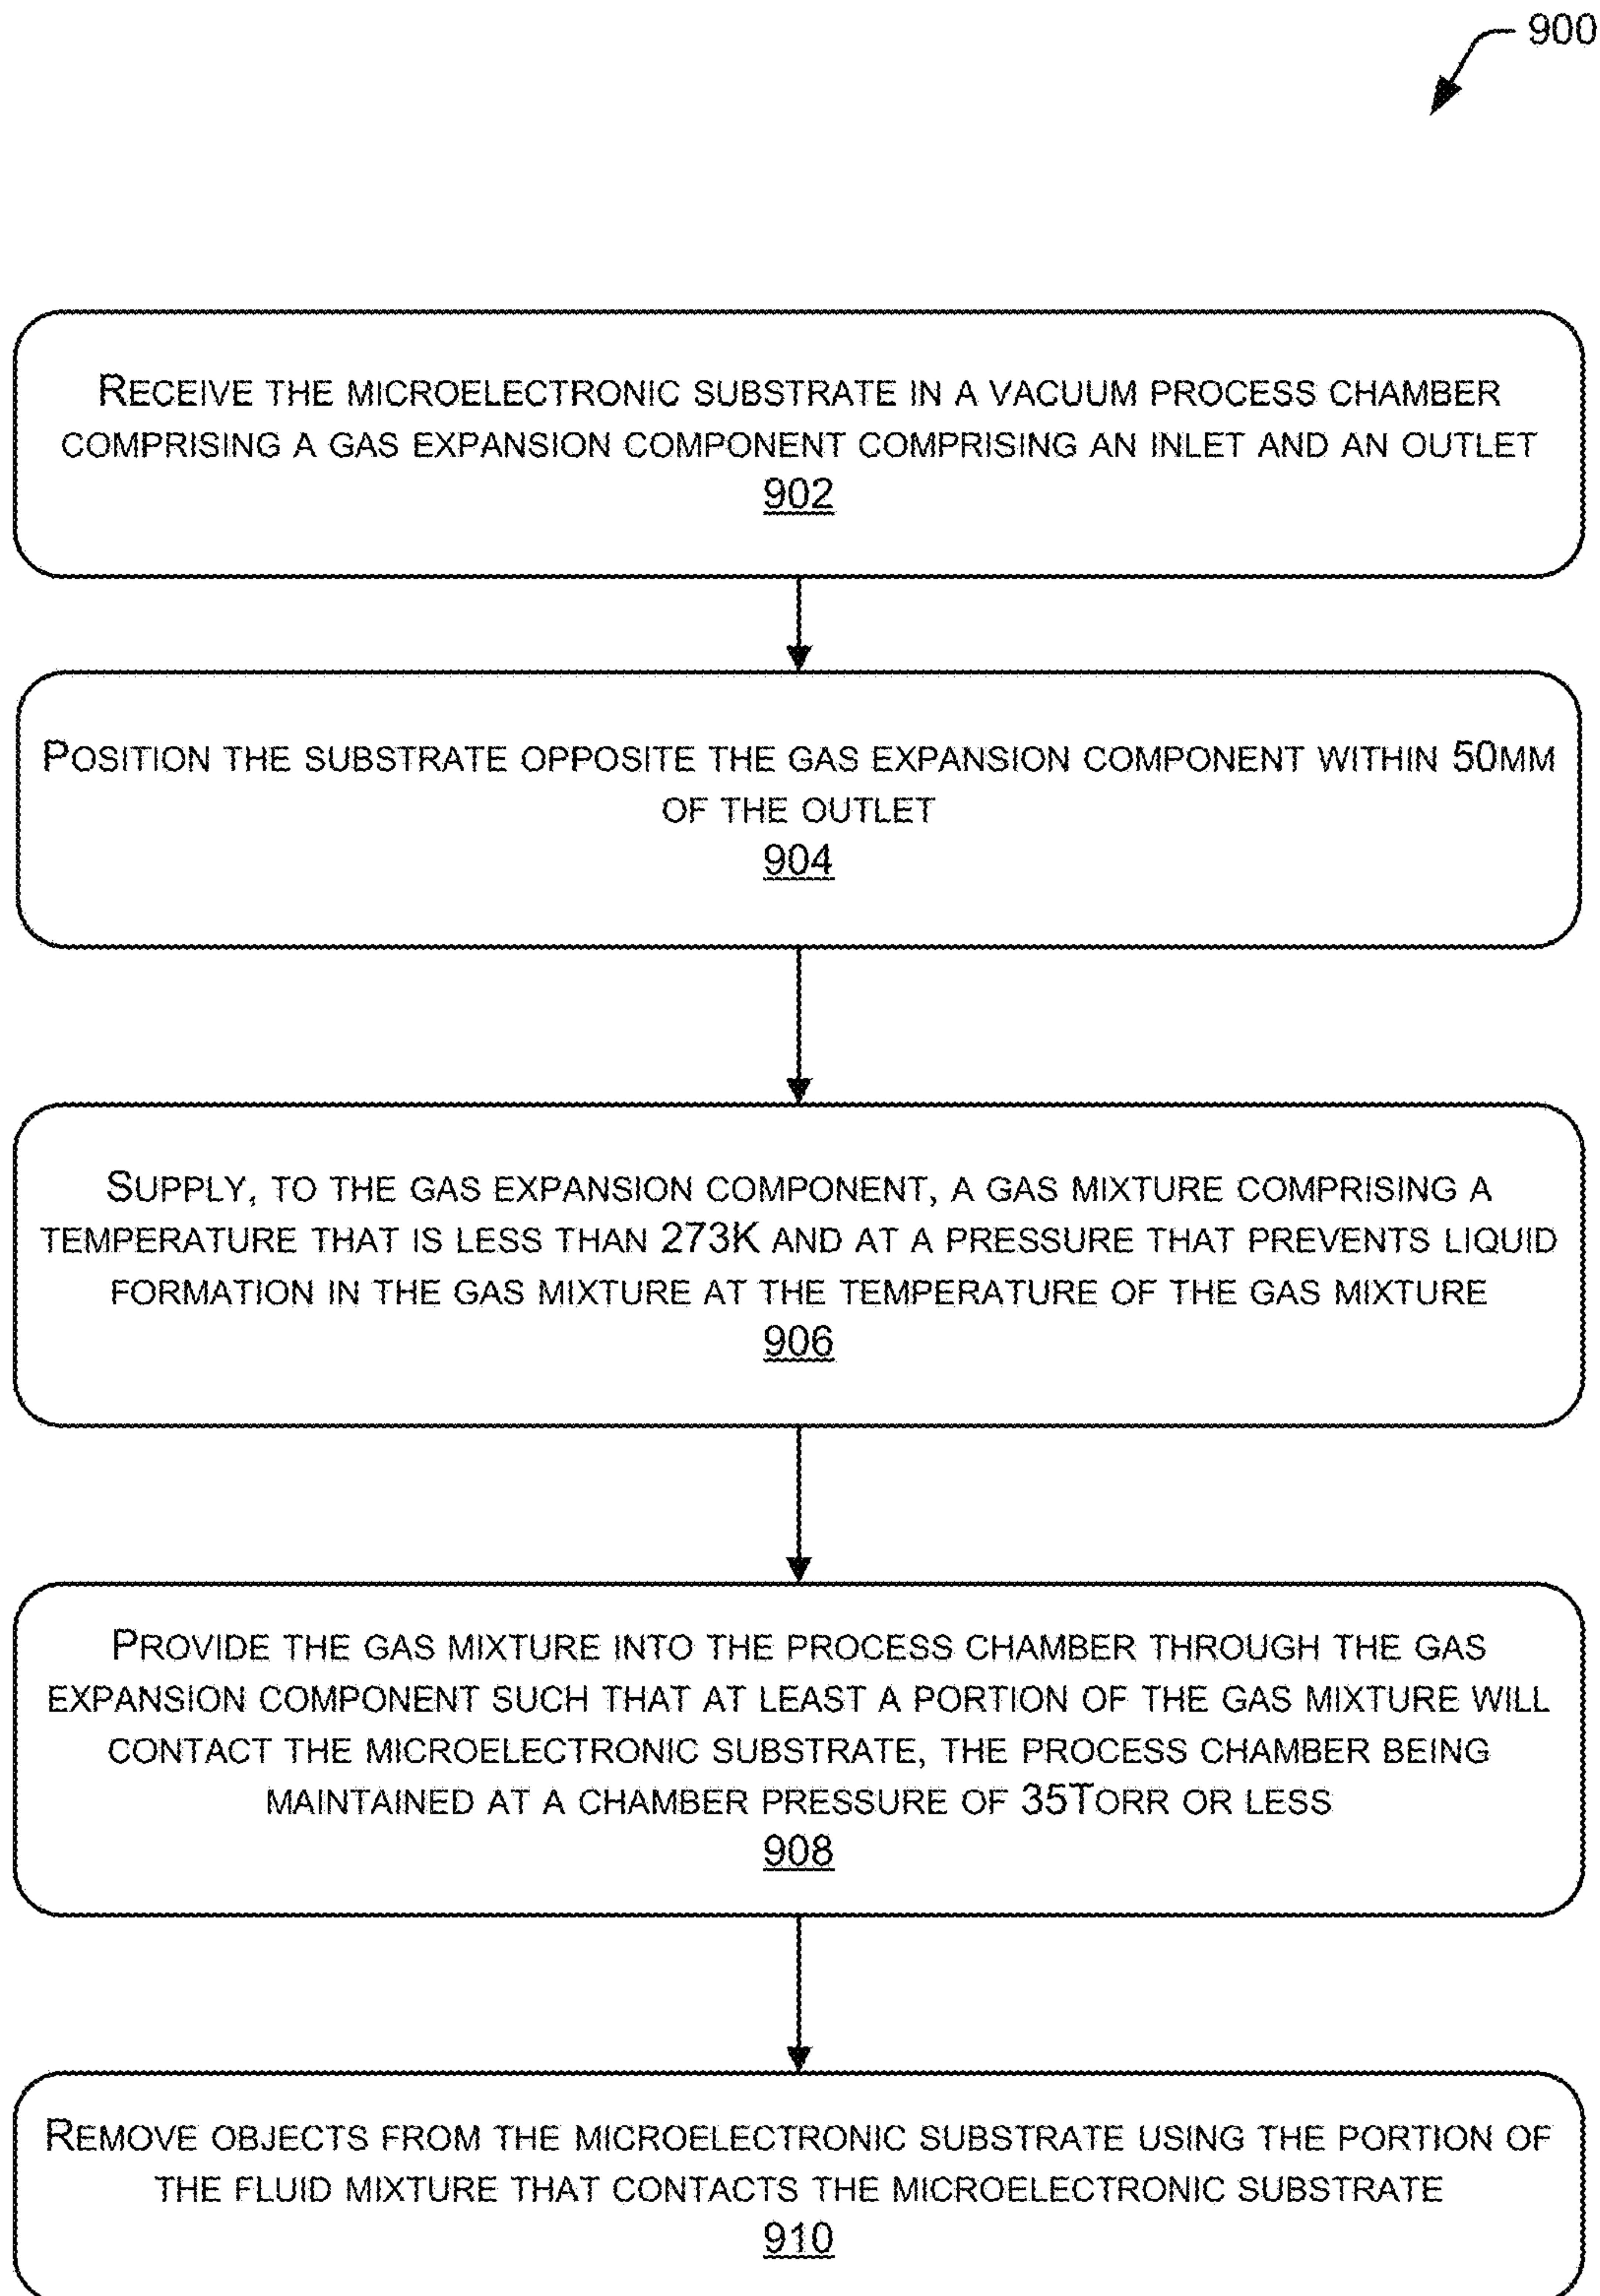 900
RECEIVE THE MICROELECTRONIC SUBSTRATE IN A VACUUM PROCESS CHAMBER
COMPRISING A GAS EXPANSION COMPONENT COMPRISING AN INLET AND AN OUTLET
902
POSITION THE SUBSTRATE OPPOSITE THE GAS EXPANSION COMPONENT WITHIN 50MM
OF THE OUTLET
904
SUPPLY, TO THE GAS EXPANSION COMPONENT, A GAS MIXTURE COMPRISING A
TEMPERATURE THAT IS LESS THAN 273K AND AT A PRESSURE THAT PREVENTS LIQUID
FORMATION IN THE GAS MIXTURE AT THE TEMPERATURE OF THE GAS MIXTURE
906
PROVIDE THE GAS MIXTURE INTO THE PROCESS CHAMBER THROUGH THE GAS
EXPANSION COMPONENT SUCH THAT AT LEAST A PORTION OF THE GAS MIXTURE WILL
CONTACT THE MICROELECTRONIC SUBSTRATE, THE PROCESS CHAMBER BEING
MAINTAINED AT A CHAMBER PRESSURE OF 35TORR OR LESS
908
REMOVE OBJECTS FROM THE MICROELECTRONIC SUBSTRATE USING THE PORTION OF
THE FLUID MIXTURE THAT CONTACTS THE MICROELECTRONIC SUBSTRATE
910